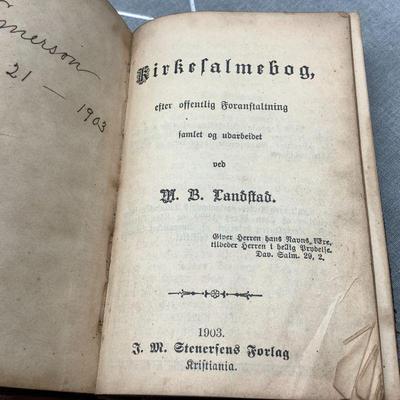 Emerson
21 — 1903
Kirkesalmebog,
efter offentlig Foranstaltning
samlet og udarbeidet
ved
M. B. Landstad.
Giver Herren hans Navns Ære,
tilbeder Herren i hellig Prydelse.
Dav. Salm. 29, 2.
1903.
J. M. Stenersens Forlag
Kristiania.